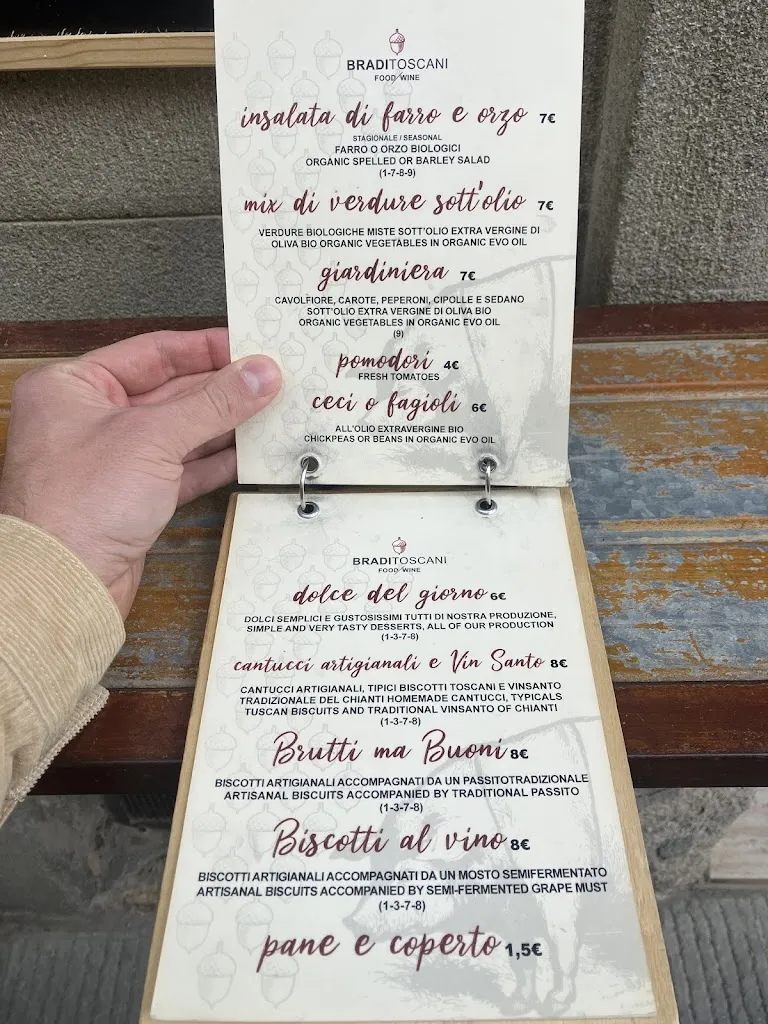 BRADITOSCANI
FOOD/WINE
insalata di farro e orzo 7€
STAGIONALE / SEASONAL
FARRO O ORZO BIOLOGICI
ORGANIC SPELLED OR BARLEY SALAD
(1-7-8-9)
mix di verdure sott'olio 7€
VERDURE BIOLOGICHE MISTE SOTT'OLIO EXTRA VERGINE DI
OLIVA BIO ORGANIC VEGETABLES IN ORGANIC EVO OIL
giardiniera 7€
CAVOLFIORE, CAROTE, PEPERONI, CIPOLLE E SEDANO
SOTT'OLIO EXTRA VERGINE DI OLIVA BIO
ORGANIC VEGETABLES IN ORGANIC EVO OIL
(9)
pomodori 4€
FRESH TOMATOES
ceci o fagioli 6€
ALL'OLIO EXTRAVERGINE BIO
CHICKPEAS OR BEANS IN ORGANIC EVO OIL
BRADITOSCANI
FOOD/WINE
dolce del giorno 6€
DOLCI SEMPLICI E GUSTOSISSIMI TUTTI DI NOSTRA PRODUZIONE,
SIMPLE AND VERY TASTY DESSERTS, ALL OF OUR PRODUCTION
(1-3-7-8)
cantucci artigianali e Vin Santo 8€
CANTUCCI ARTIGIANALI, TIPICI BISCOTTI TOSCANI E VINSANTO
TRADIZIONALE DEL CHIANTI HOMEMADE CANTUCCI, TYPICALS
TUSCAN BISCUITS AND TRADITIONAL VINSANTO OF CHIANTI
(1-3-7-8)
Brutti ma Buoni 8€
BISCOTTI ARTIGIANALI ACCOMPAGNATI DA UN PASSITOTRADIZIONALE
ARTISANAL BISCUITS ACCOMPANIED BY TRADITIONAL PASSITO
(1-3-7-8)
Biscotti al vino 8€
BISCOTTI ARTIGIANALI ACCOMPAGNATI DA UN MOSTO SEMIFERMENTATO
ARTISANAL BISCUITS ACCOMPANIED BY SEMI-FERMENTED GRAPE MUST
(1-3-7-8)
pane e coperto 1,5€